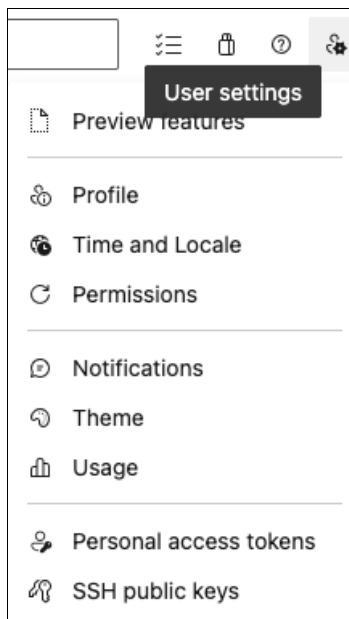 User settings
Preview features
Profile
Time and Locale
Permissions
Notifications
Theme
Usage
Personal access tokens
SSH public keys